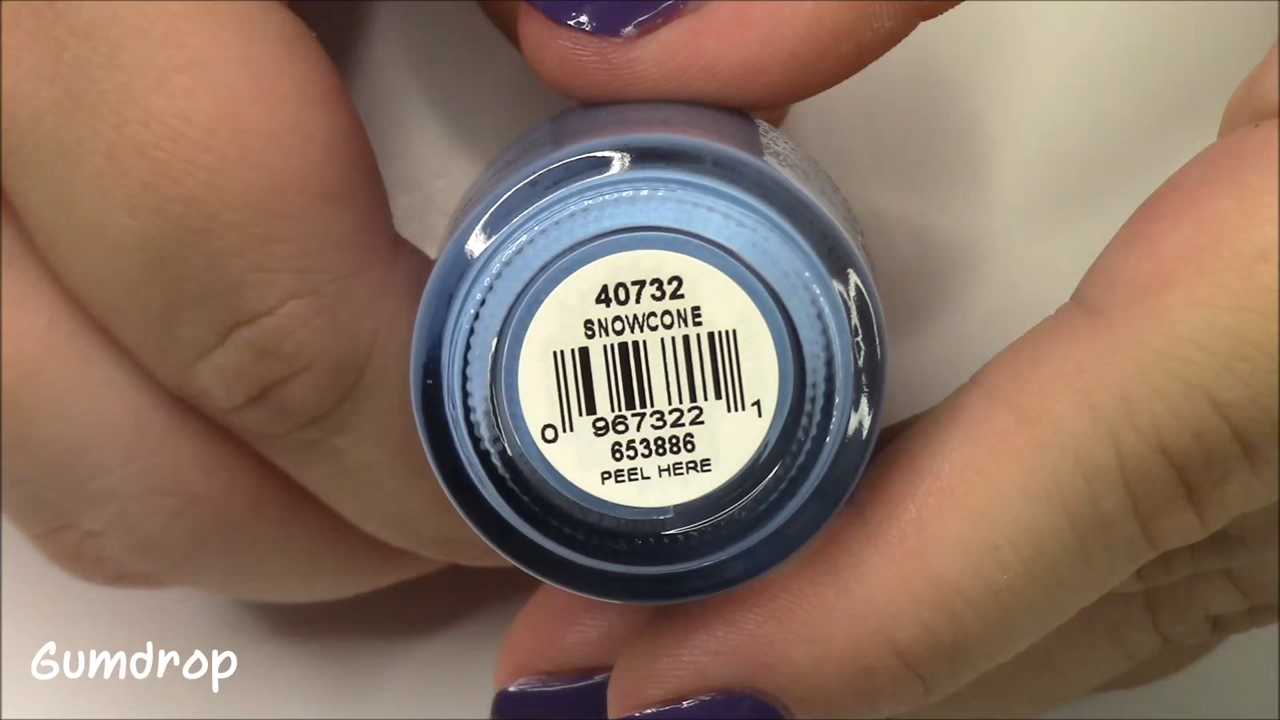 40732
SNOWCONE
0 967322 1
653886
PEEL HERE
Gumdrop